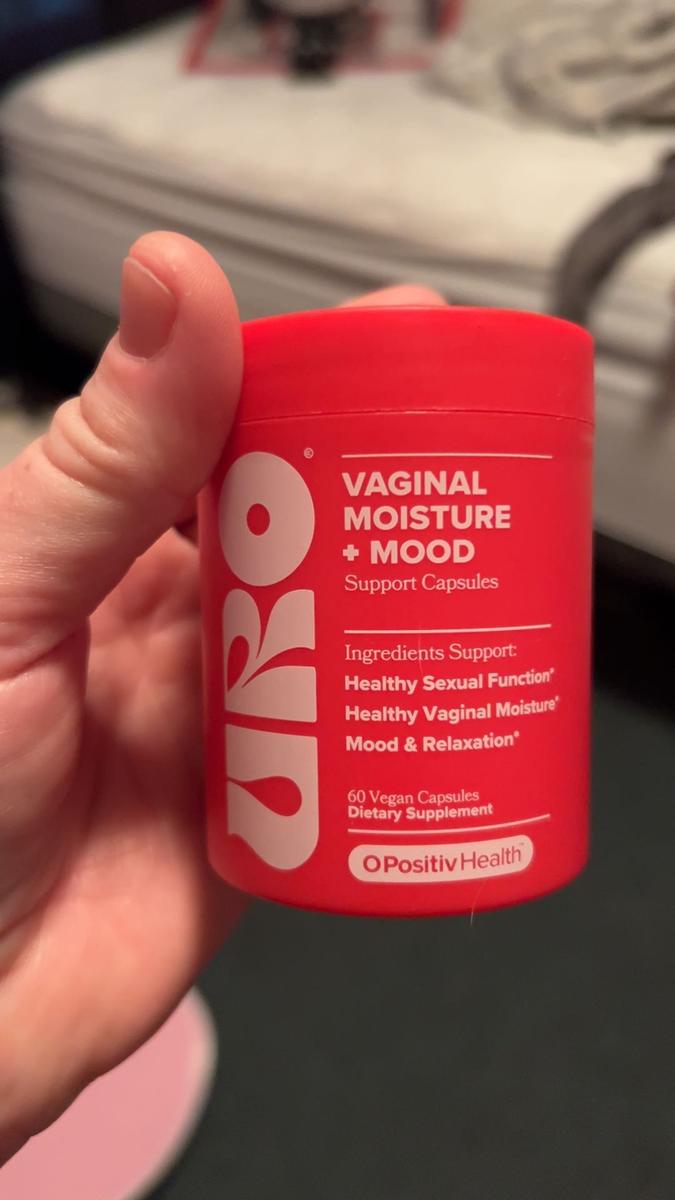 URO®
VAGINAL
MOISTURE
+ MOOD
Support Capsules
Ingredients Support:
Healthy Sexual Function*
Healthy Vaginal Moisture*
Mood & Relaxation*
60 Vegan Capsules
Dietary Supplement
OPositivHealth™